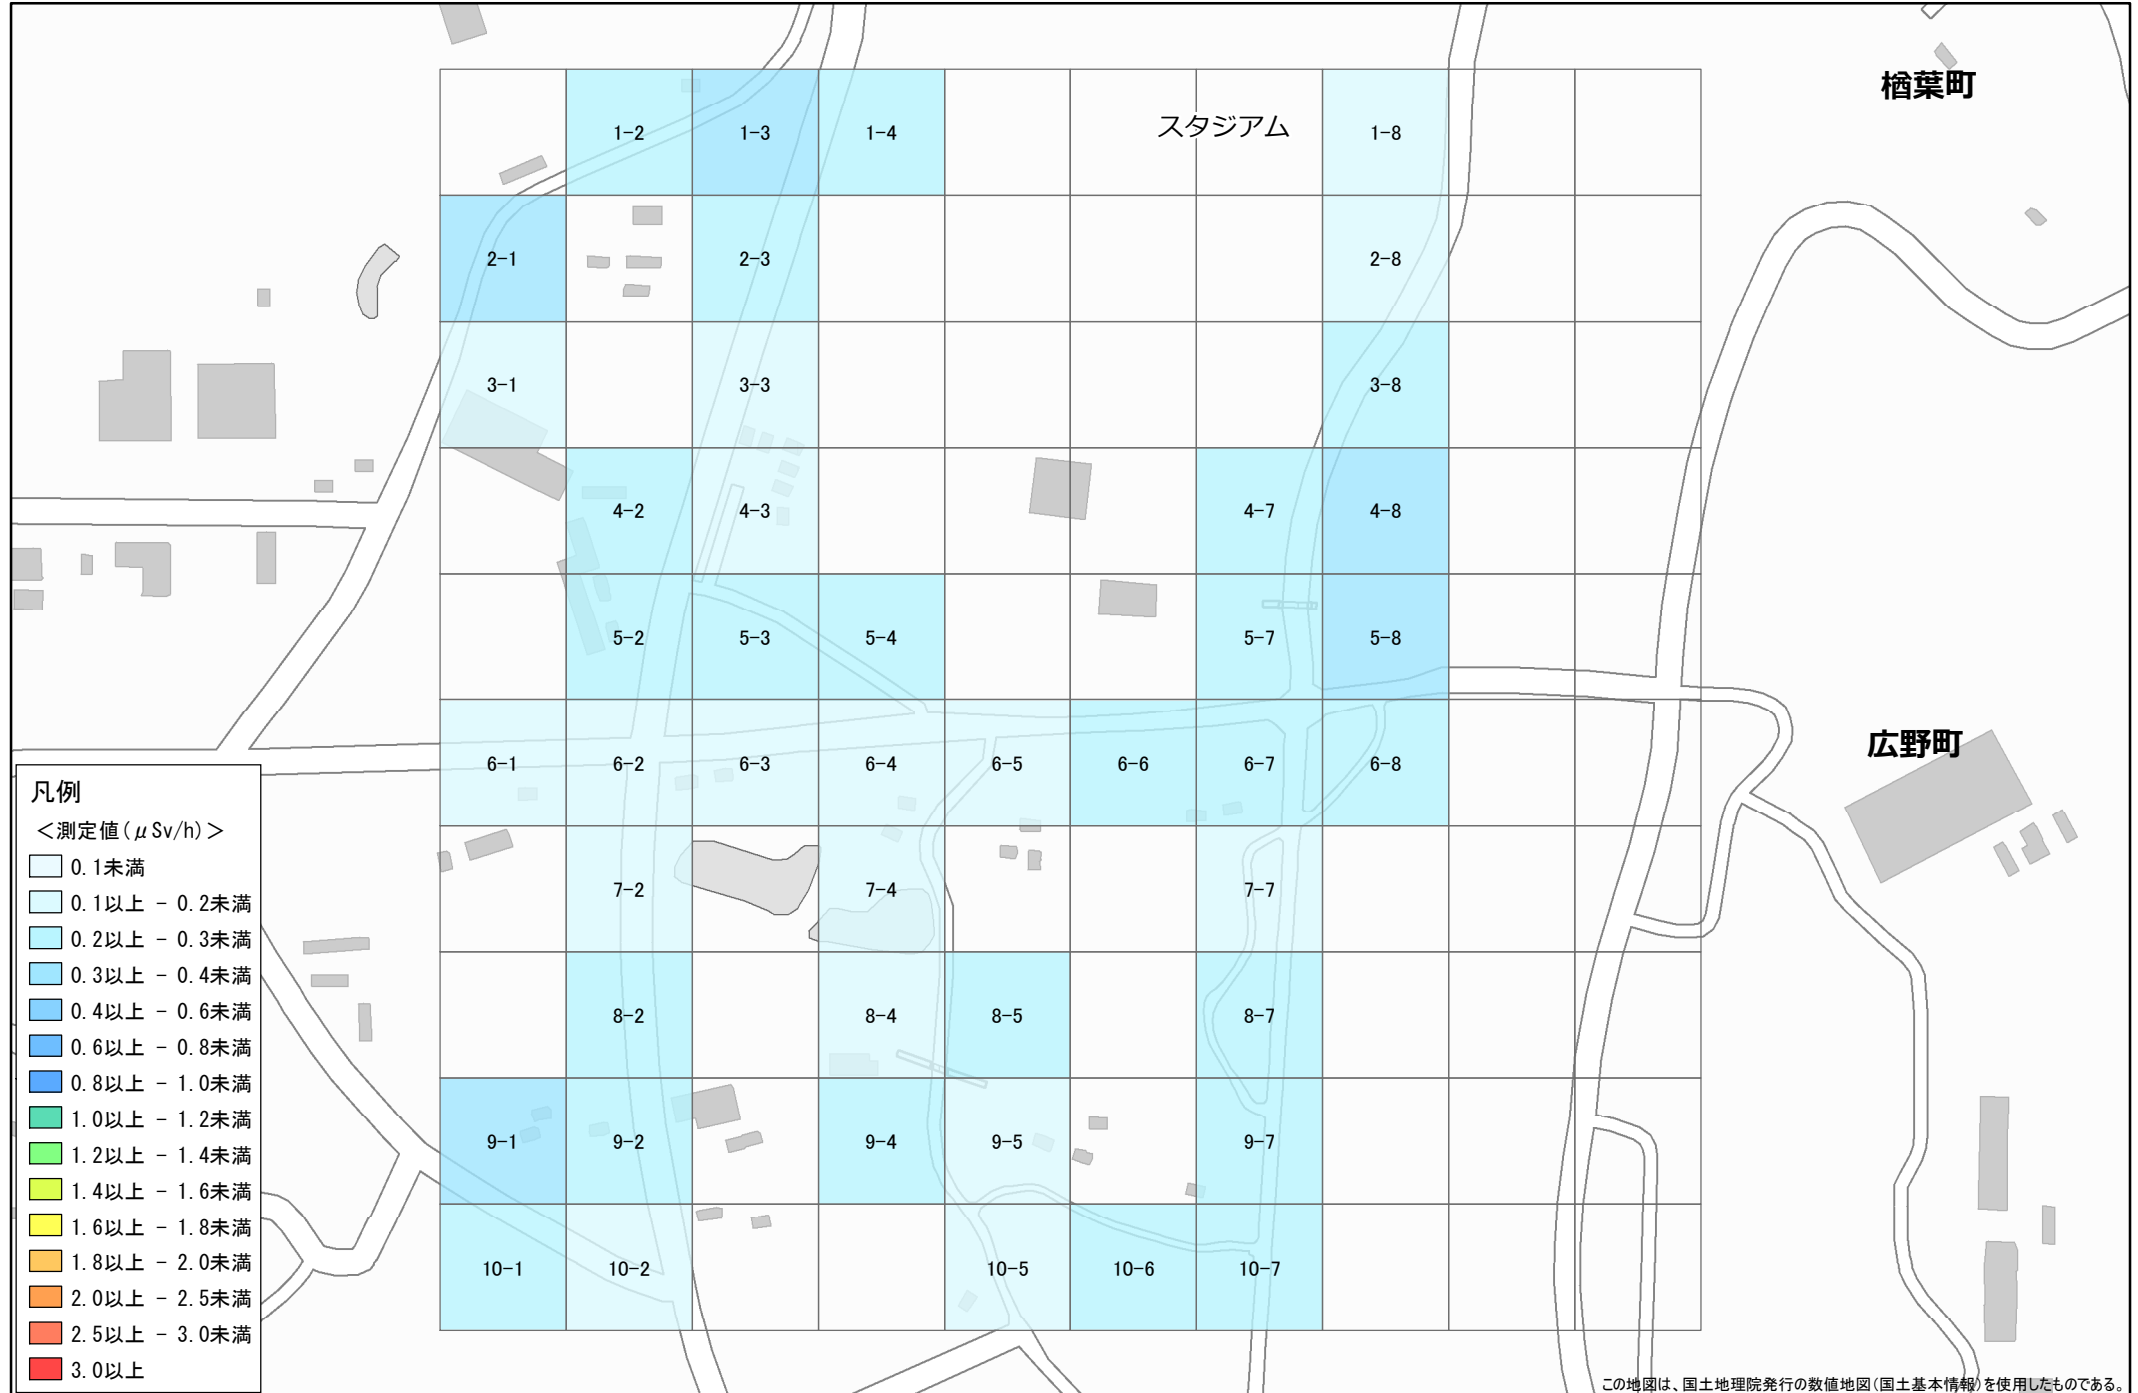 楢葉町
スタジアム
1-2 1-3 1-4 1-8
2-1 2-3 2-8
3-1 3-3 3-8
4-2 4-3 4-7 4-8
5-2 5-3 5-4 5-7 5-8
広野町
6-1 6-2 6-3 6-4 6-5 6-6 6-7 6-8
7-2 7-4 7-7
8-2 8-4 8-5 8-7
9-1 9-2 9-4 9-5 9-7
10-1 10-2 10-5 10-6 10-7
凡例
＜測定値(μSv/h)＞
0.1未満
0.1以上 - 0.2未満
0.2以上 - 0.3未満
0.3以上 - 0.4未満
0.4以上 - 0.6未満
0.6以上 - 0.8未満
0.8以上 - 1.0未満
1.0以上 - 1.2未満
1.2以上 - 1.4未満
1.4以上 - 1.6未満
1.6以上 - 1.8未満
1.8以上 - 2.0未満
2.0以上 - 2.5未満
2.5以上 - 3.0未満
3.0以上
この地図は、国土地理院発行の数値地図(国土基本情報)を使用したものである。